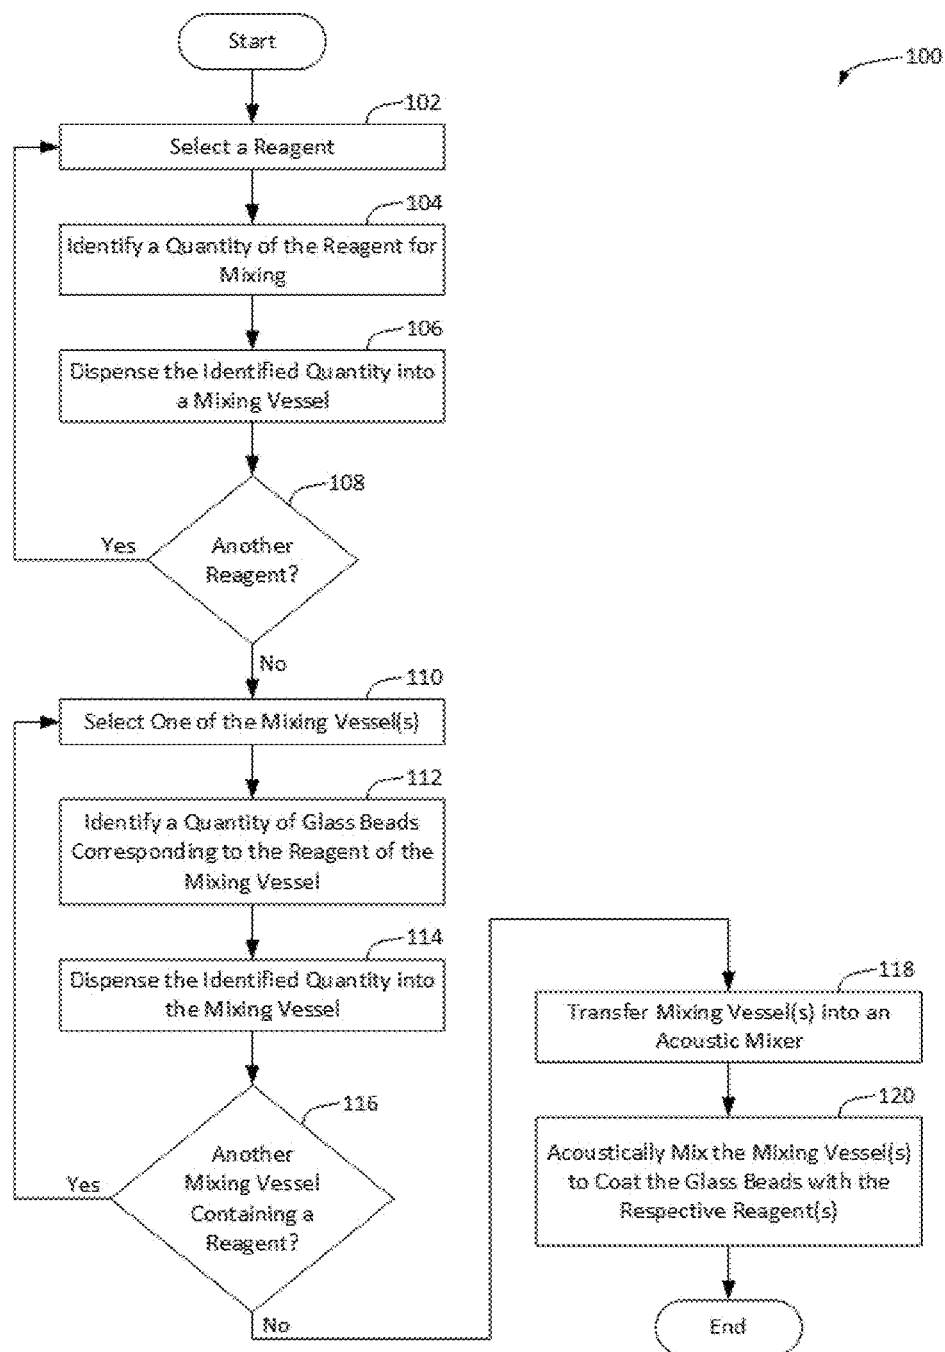 Start
100
102
Select a Reagent
104
Identify a Quantity of the Reagent for
Mixing
106
Dispense the Identified Quantity into
a Mixing Vessel
108
Another
Reagent?
Yes
No
110
Select One of the Mixing Vessel(s)
112
Identify a Quantity of Glass Beads
Corresponding to the Reagent of the
Mixing Vessel
114
Dispense the Identified Quantity into
the Mixing Vessel
116
Another
Mixing Vessel
Containing a
Reagent?
Yes
No
118
Transfer Mixing Vessel(s) into an
Acoustic Mixer
120
Acoustically Mix the Mixing Vessel(s)
to Coat the Glass Beads with the
Respective Reagent(s)
End